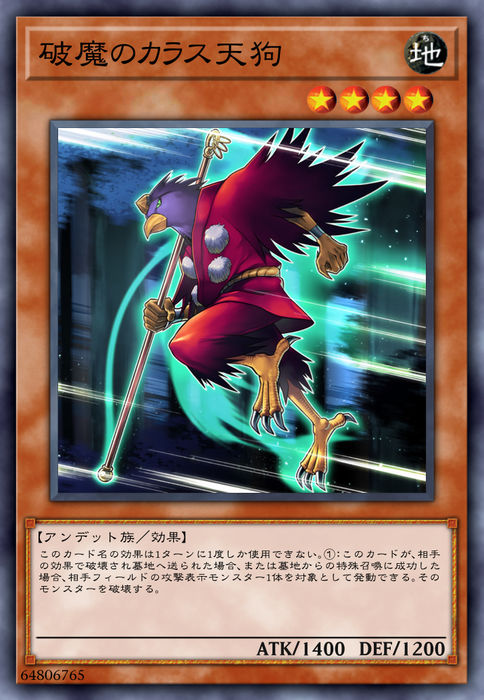 破魔のカラス天狗
ち
地
【アンデット族／効果】
このカード名の効果は1ターンに1度しか使用できない。①：このカードが、相手
の効果で破壊され墓地へ送られた場合、または墓地からの特殊召喚に成功した
場合、相手フィールドの攻撃表示モンスター1体を対象として発動できる。その
モンスターを破壊する。
ATK/1400 DEF/1200
64806765